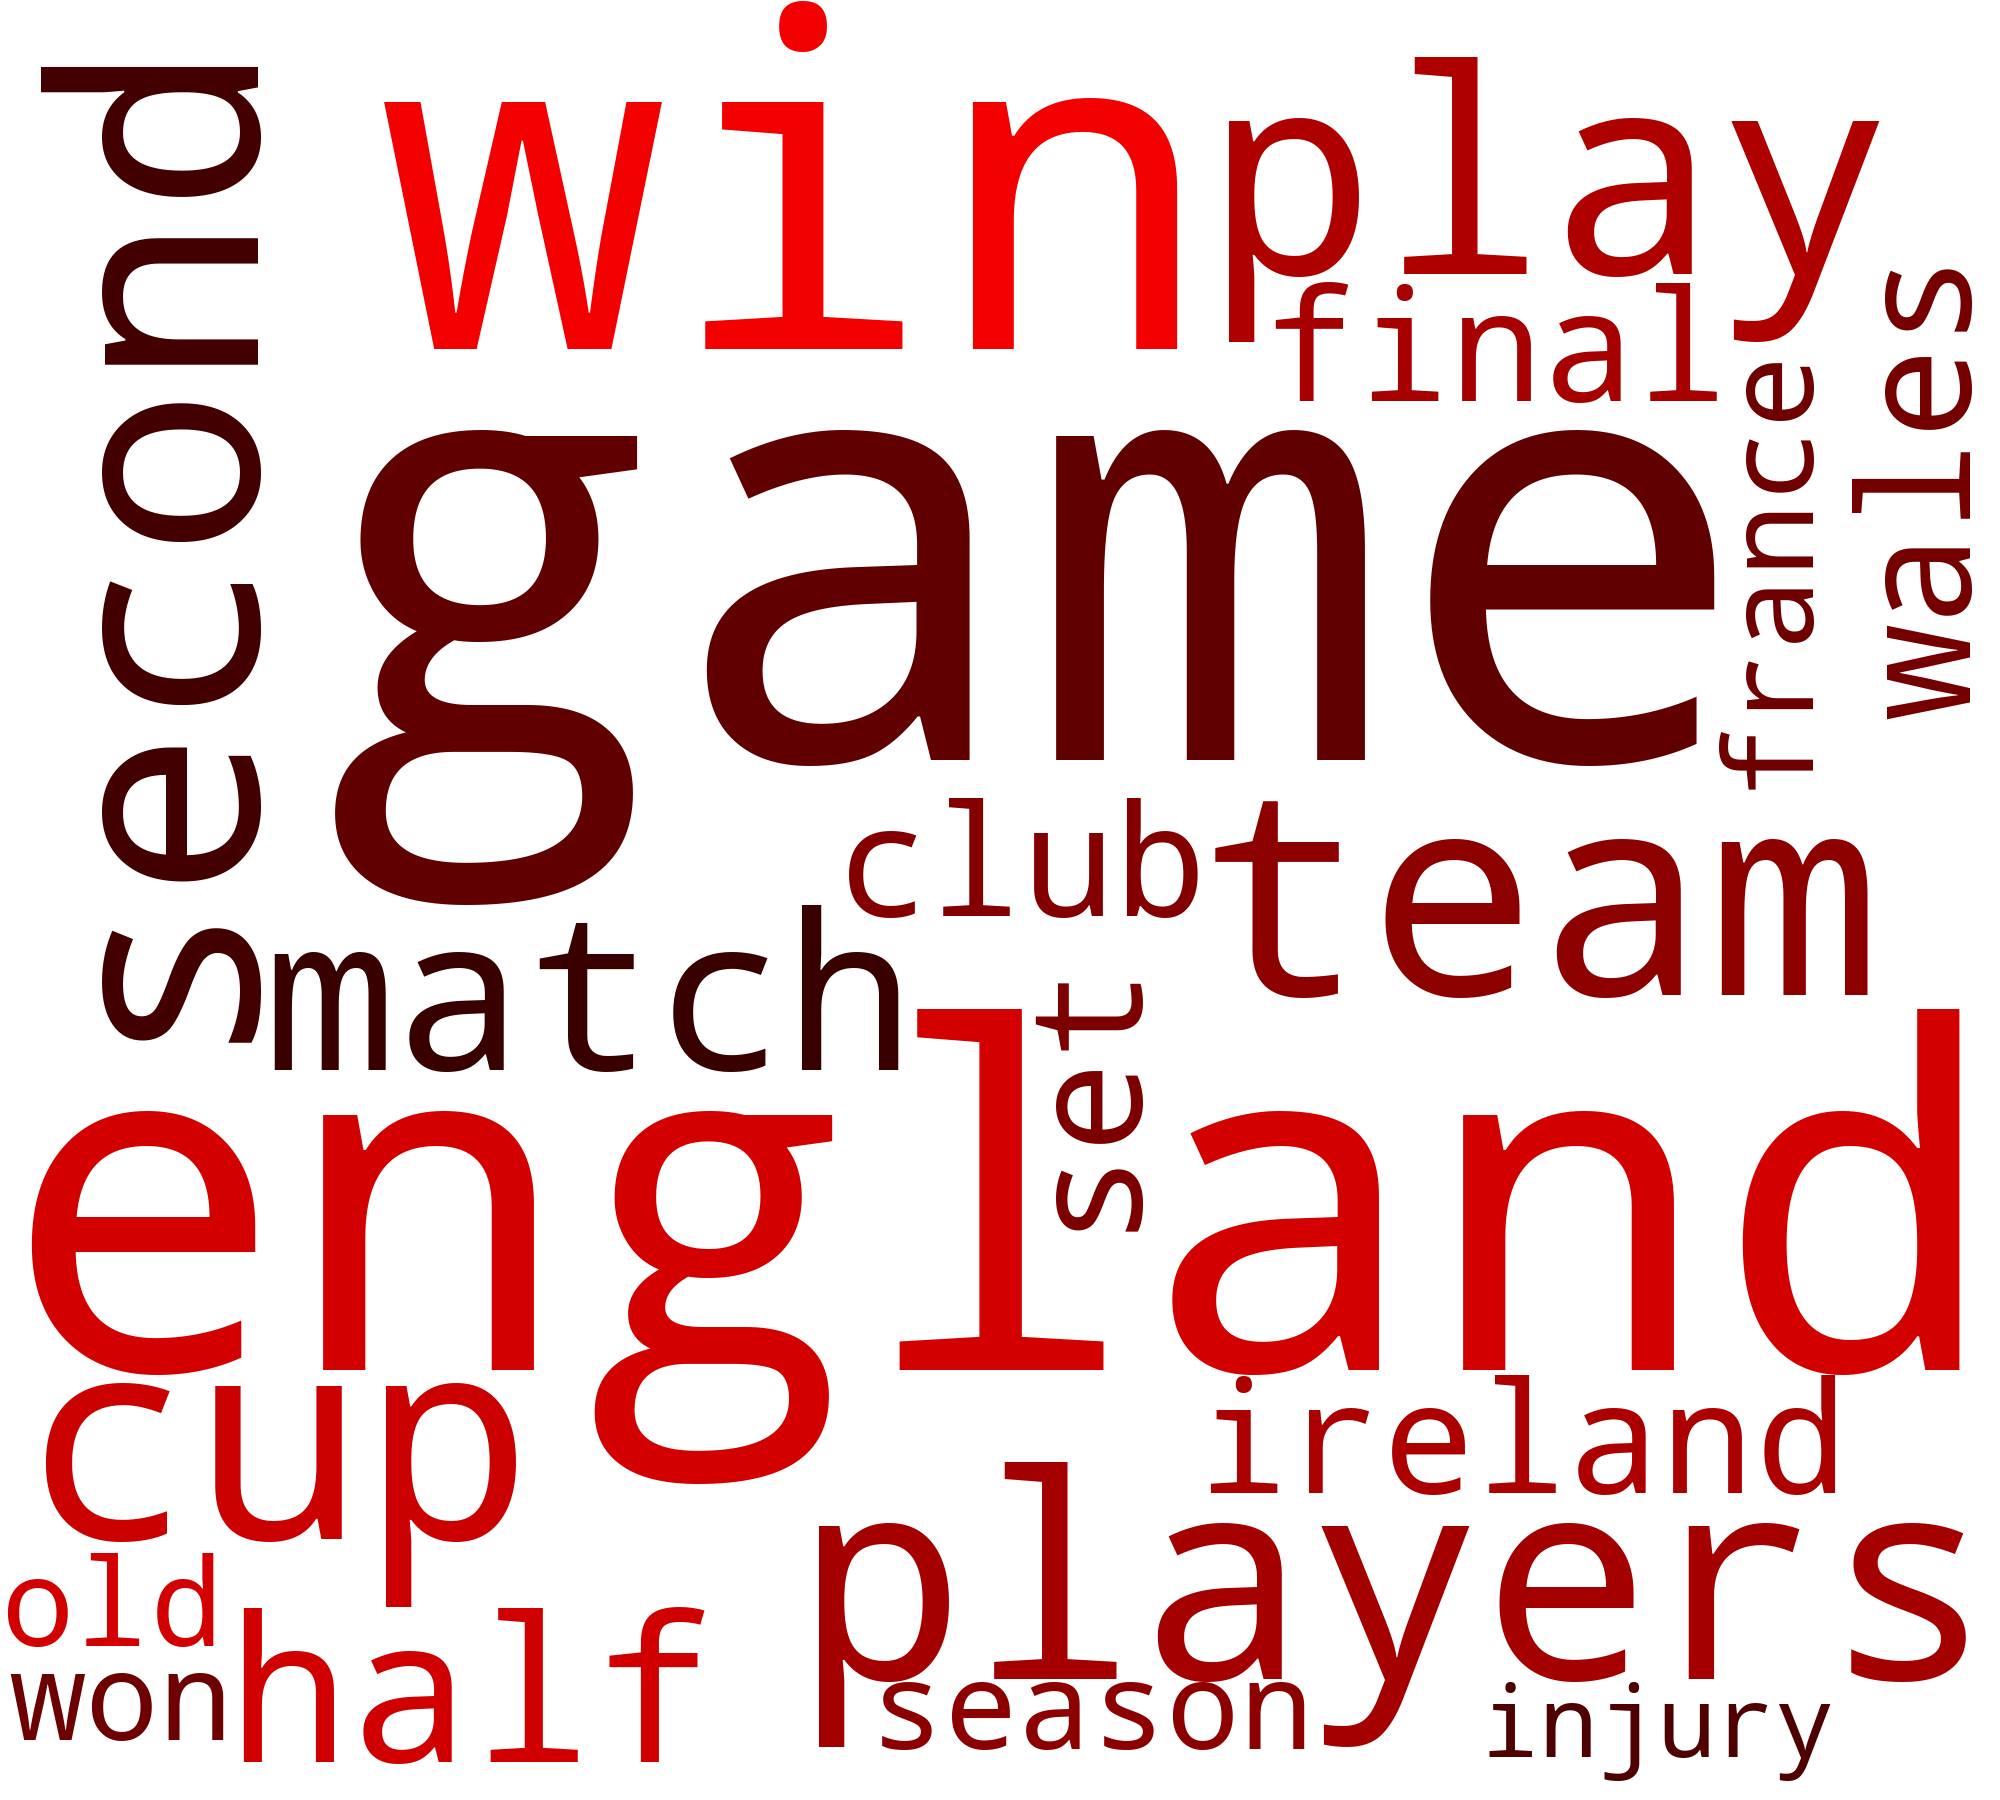 second
win
play
final
wales
france
game
club
team
match
set
england
cup
ireland
players
old
half
won
season
injury